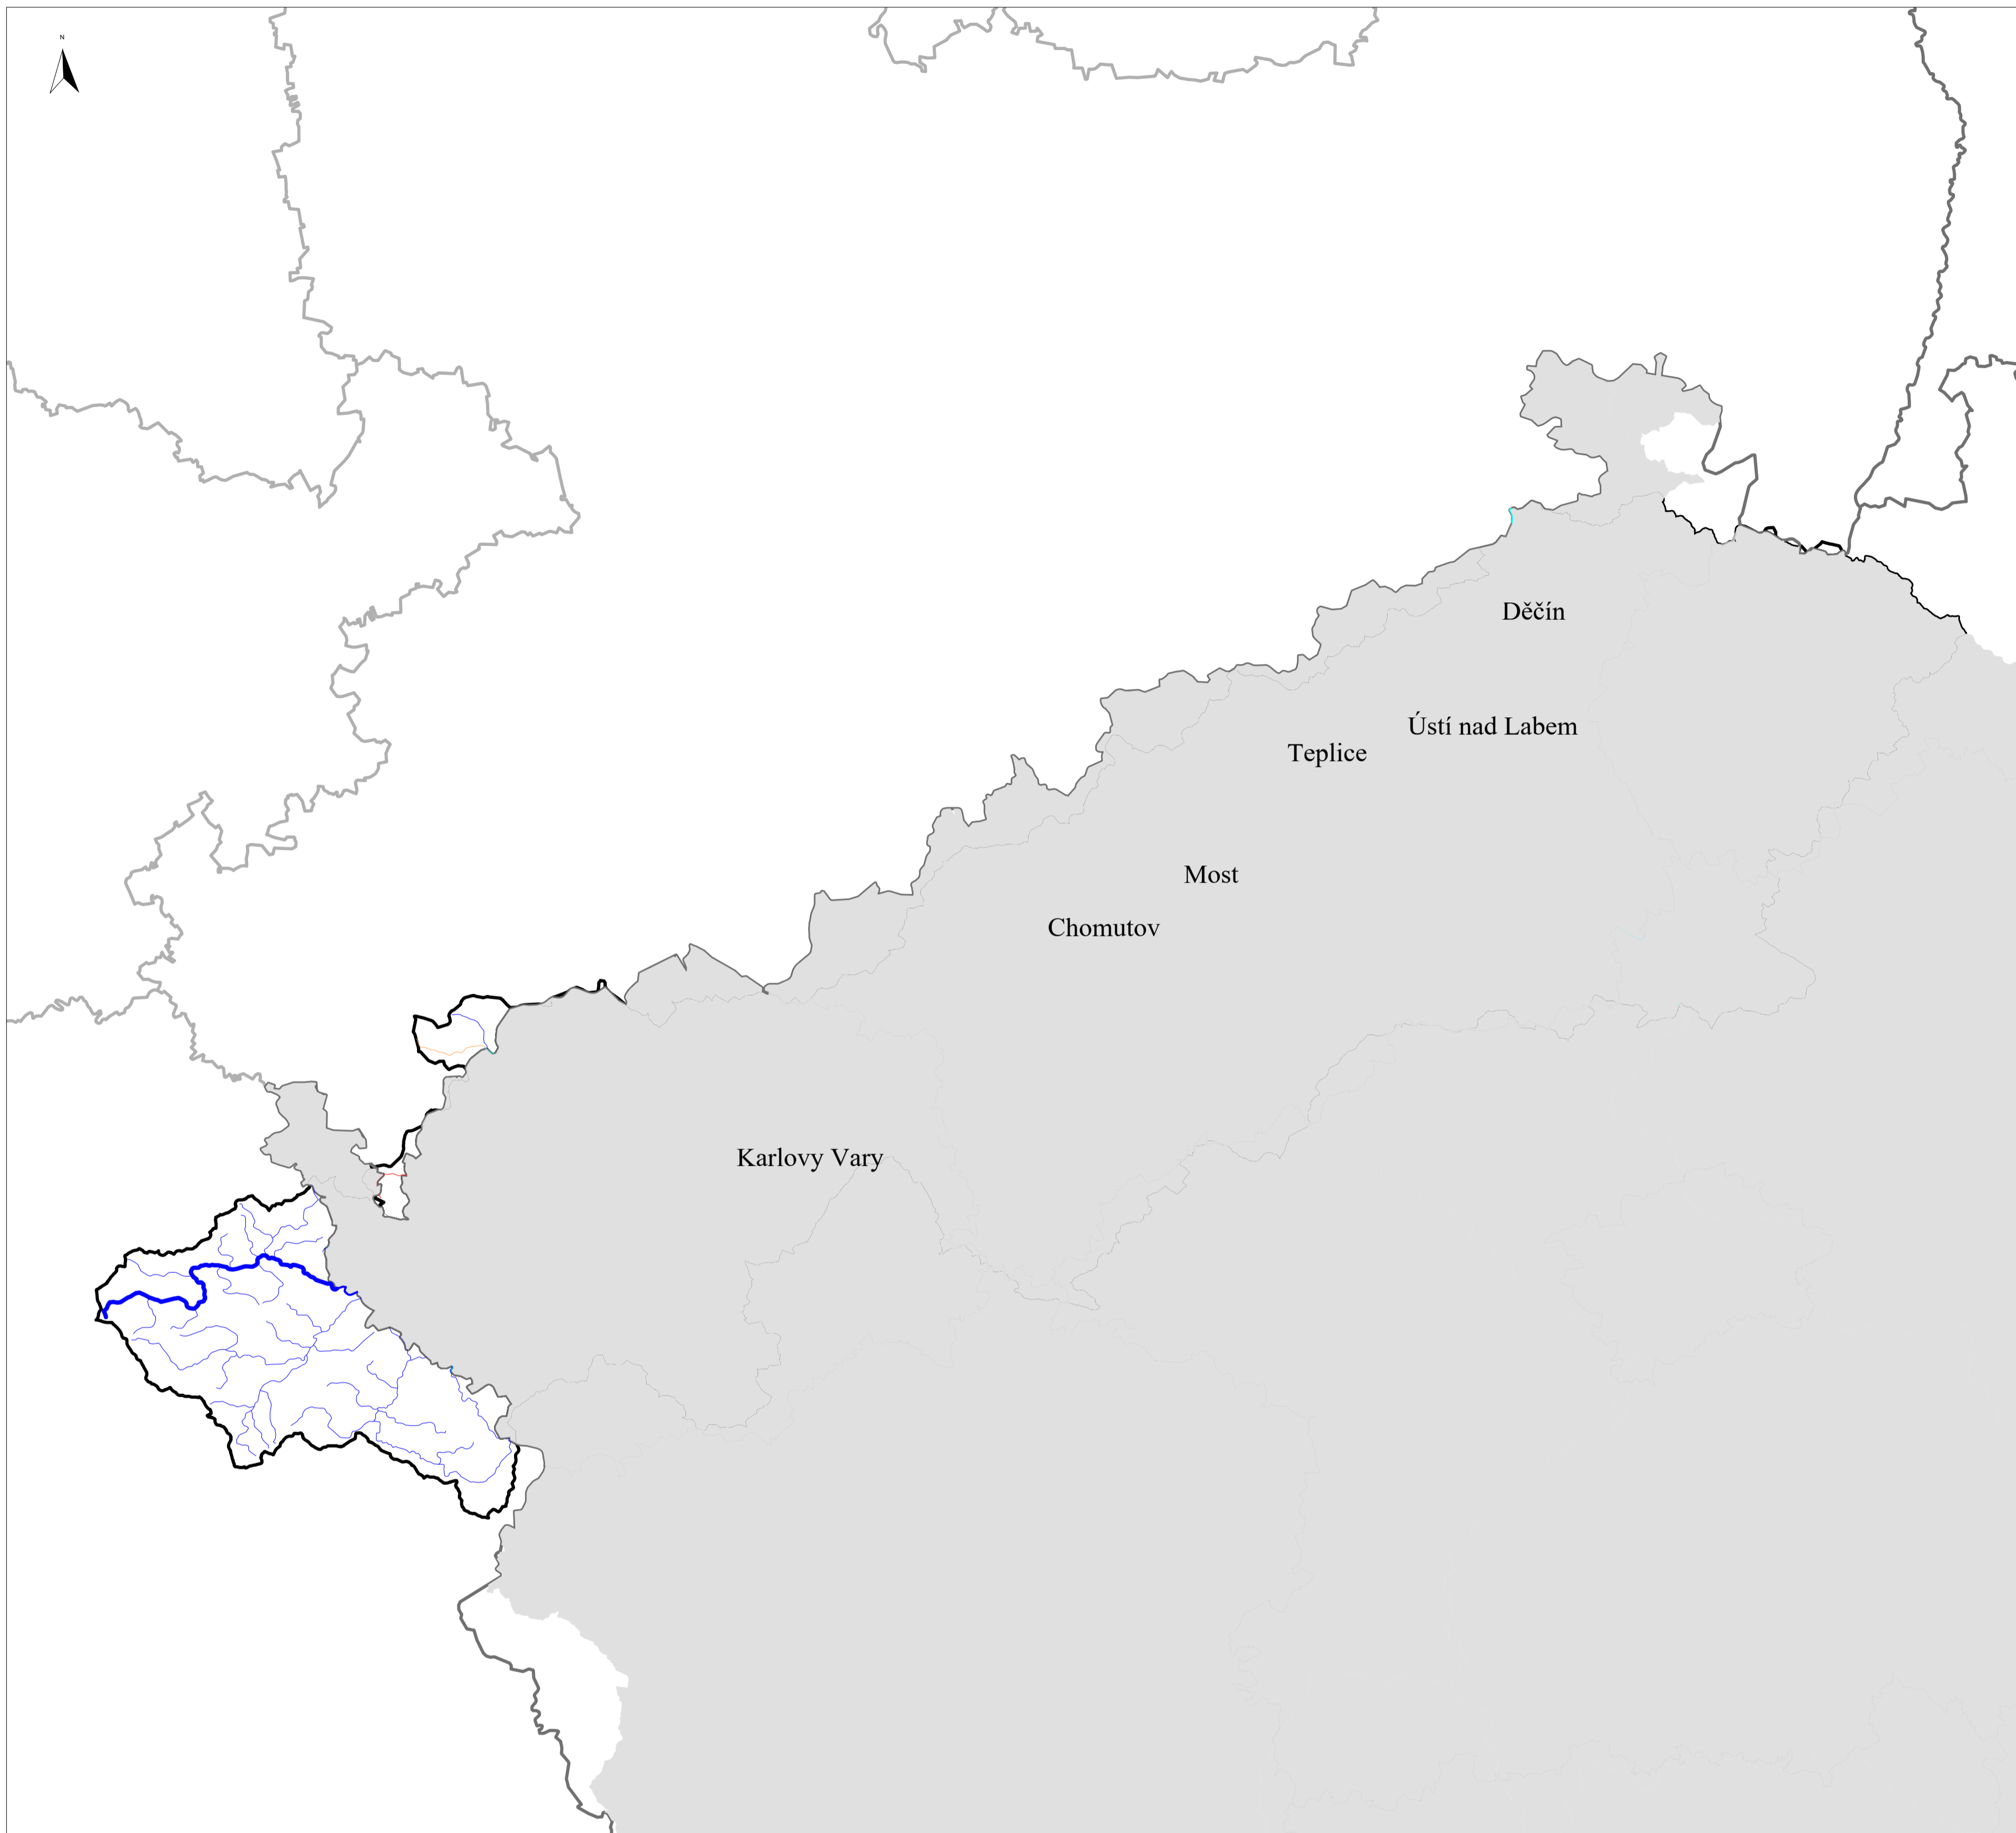 N
Děčín
Ústí nad Labem
Teplice
Most
Chomutov
Karlovy Vary